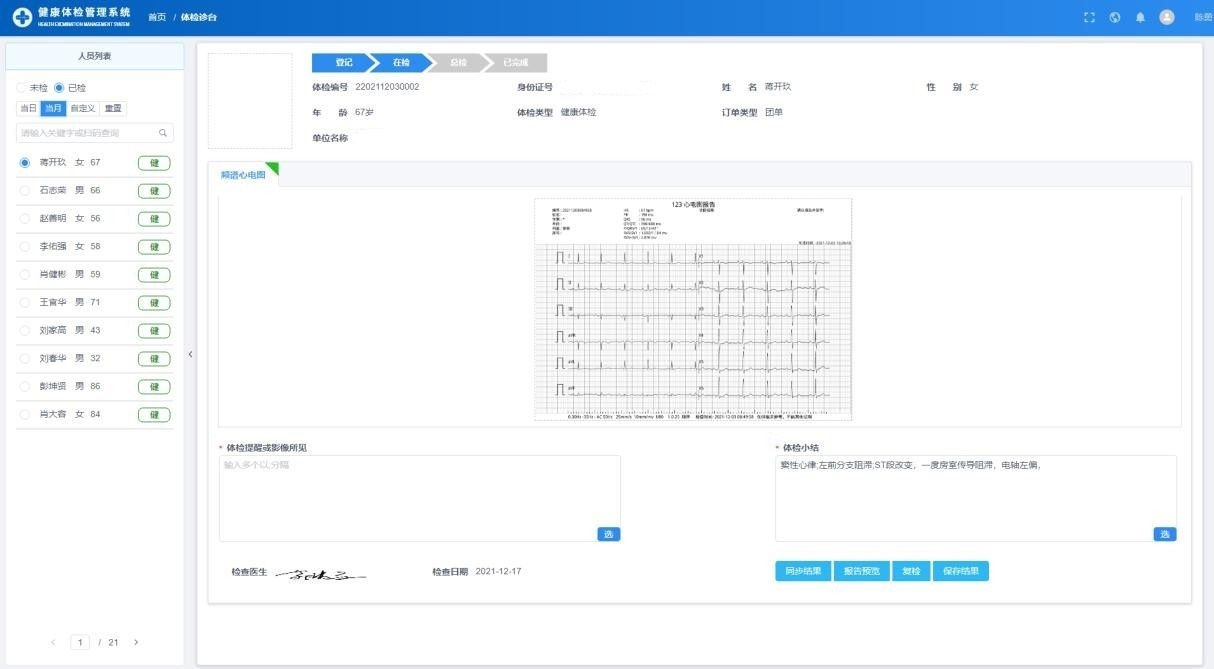 健康体检管理系统
HEALTH EXAMINATION MANAGEMENT SYSTEM
首页 / 体检诊台
人员列表
未检 已检
当日 当月 自定义 重置
请输入关键字或扫码查询
蒋开玖 女 67 健
石志荣 男 66 健
赵善明 女 56 健
李佑强 女 58 健
肖健彬 男 59 健
王官华 男 71 健
刘家高 男 43 健
刘春华 男 32 健
彭坤贤 男 86 健
肖大容 女 84 健
< 1 / 21 >
登记 在检 总检 已完成
体检编号 2202112030002 身份证号 姓 名 蒋开玖 性 别 女
年 龄 67岁 体检类型 健康体检 订单类型 团单
单位名称
频谱心电图
123 心电图报告
* 体检提醒或影像所见
输入多个以;分隔
选
* 体检小结
窦性心律;左前分支阻滞;ST段改变，一度房室传导阻滞，电轴左偏，
选
检查医生
检查日期 2021-12-17
同步结果 报告预览 复检 保存结果